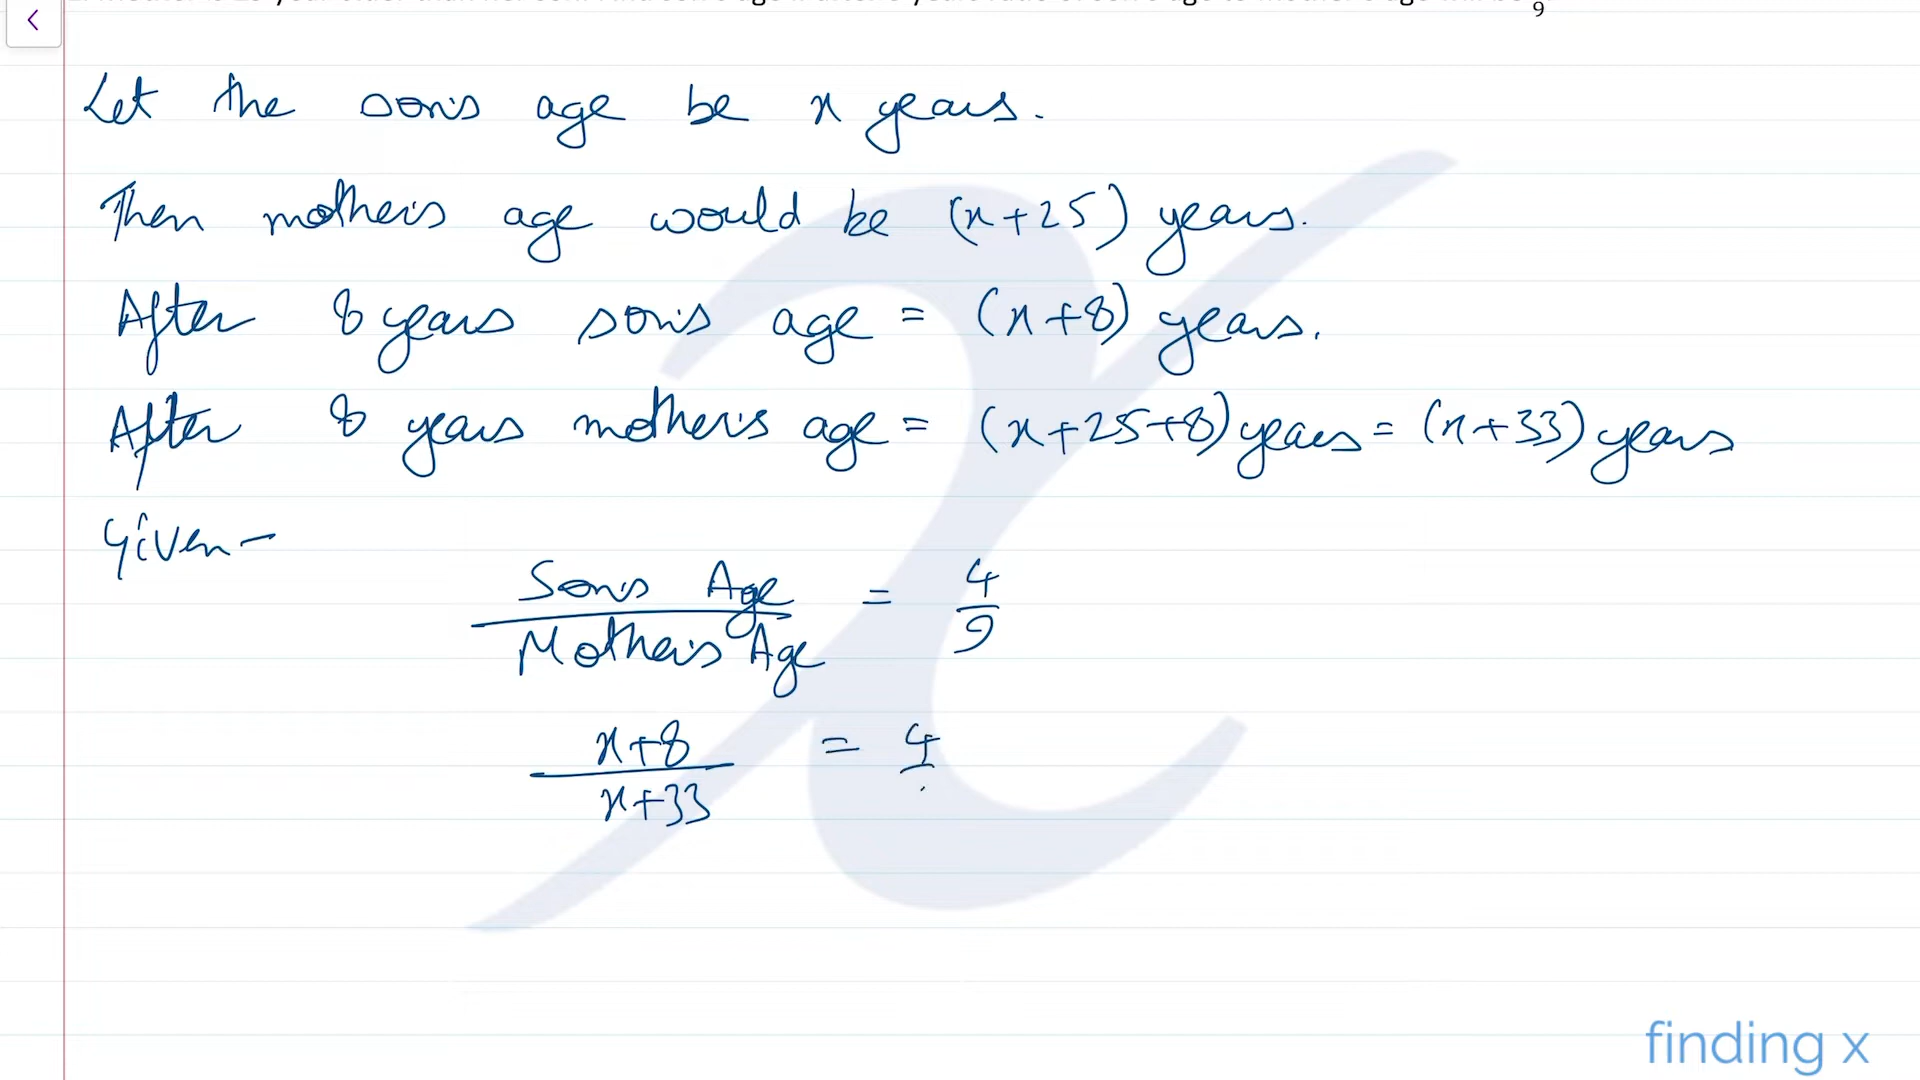 9
Let the son's age be x years.
Then mother's age would be (x+25) years.
After 8 years son's age = (x+8) years.
After 8 years mother's age = (x+25+8) years = (x+33) years
Given-
Son's Age = 4
Mother's Age 9
x+8 = 4
x+33
finding x